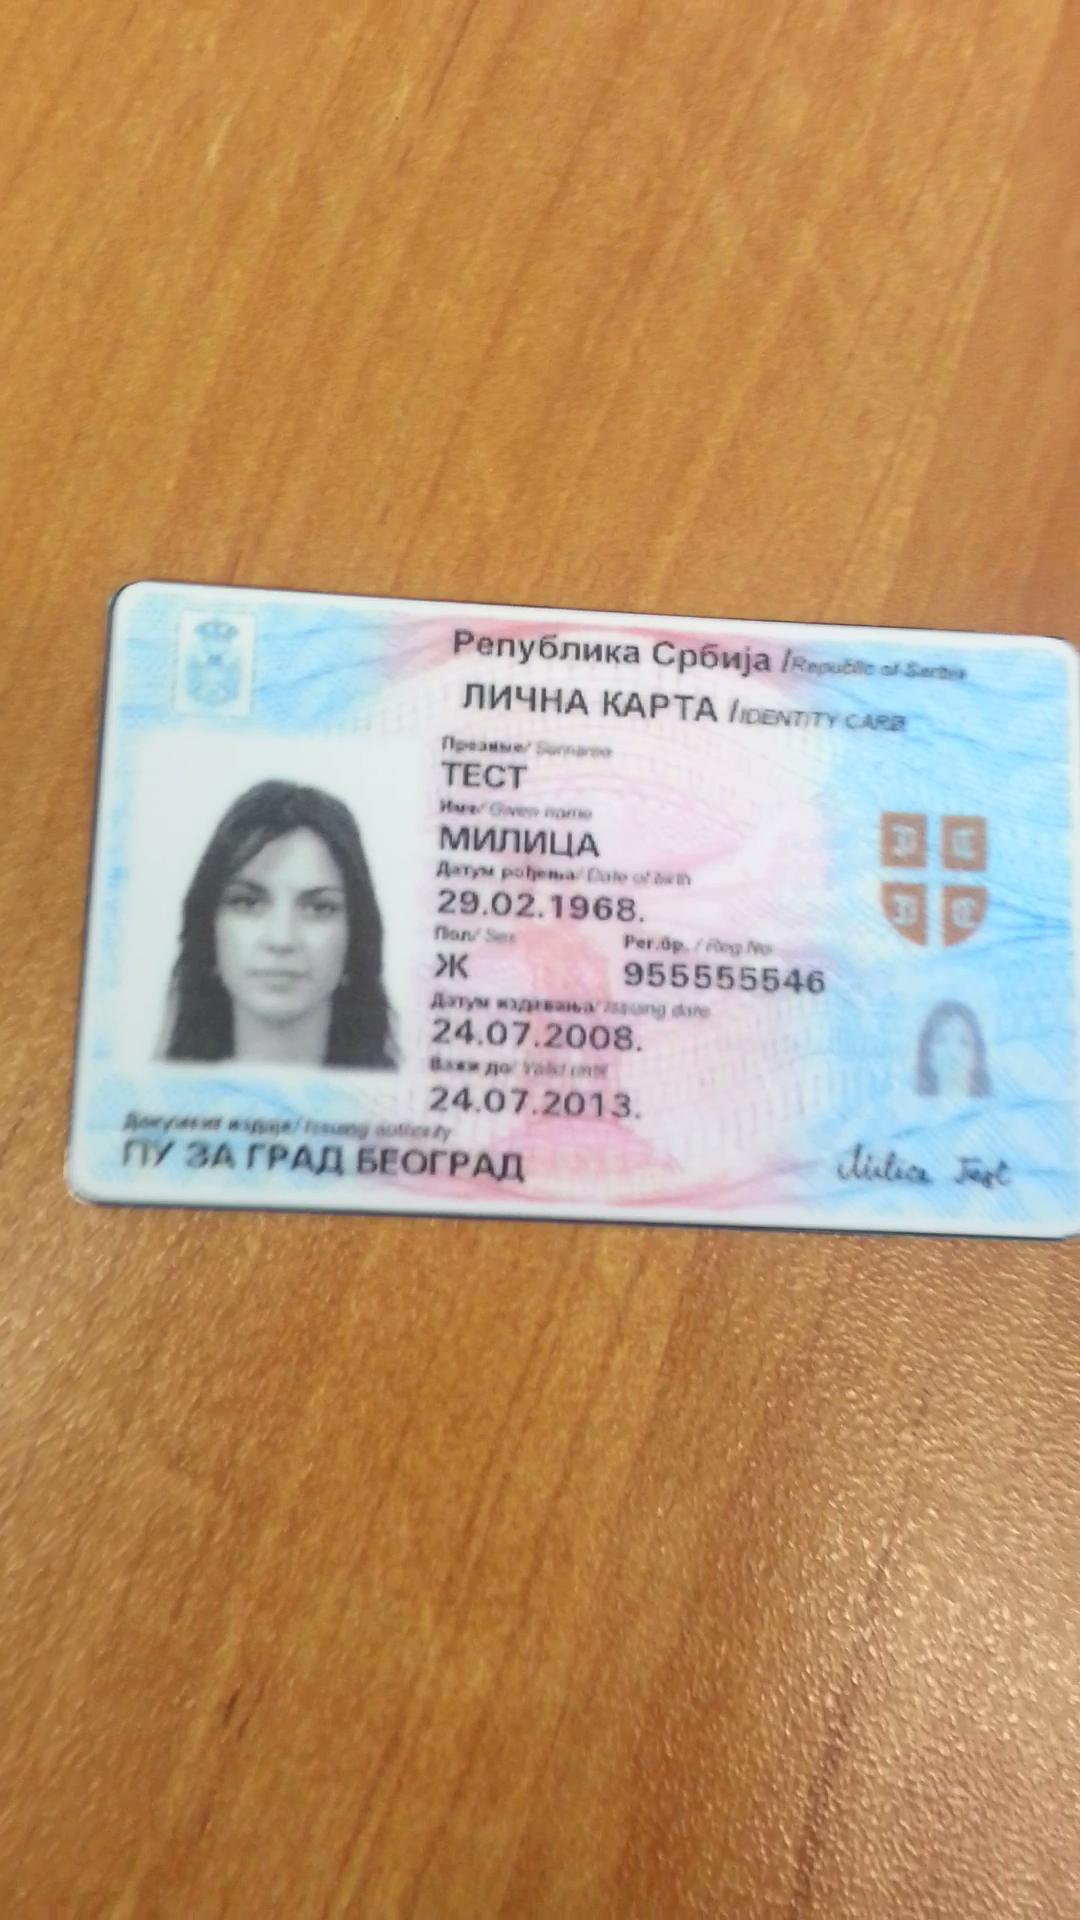 Република Србија /Republic of Serbia
ЛИЧНА КАРТА /IDENTITY CARD
Презиме/ Surname
ТЕСТ
Име/ Given name
МИЛИЦА
Датум рођења/ Date of birth
29.02.1968.
Пол/ Sex Рег.бр. / Reg.No.
Ж 955555546
Датум издавања/ Issuing date
24.07.2008.
Важи до/ Valid until
24.07.2013.
Документ издаје/ Issuing authority
ПУ ЗА ГРАД БЕОГРАД
Milica Test